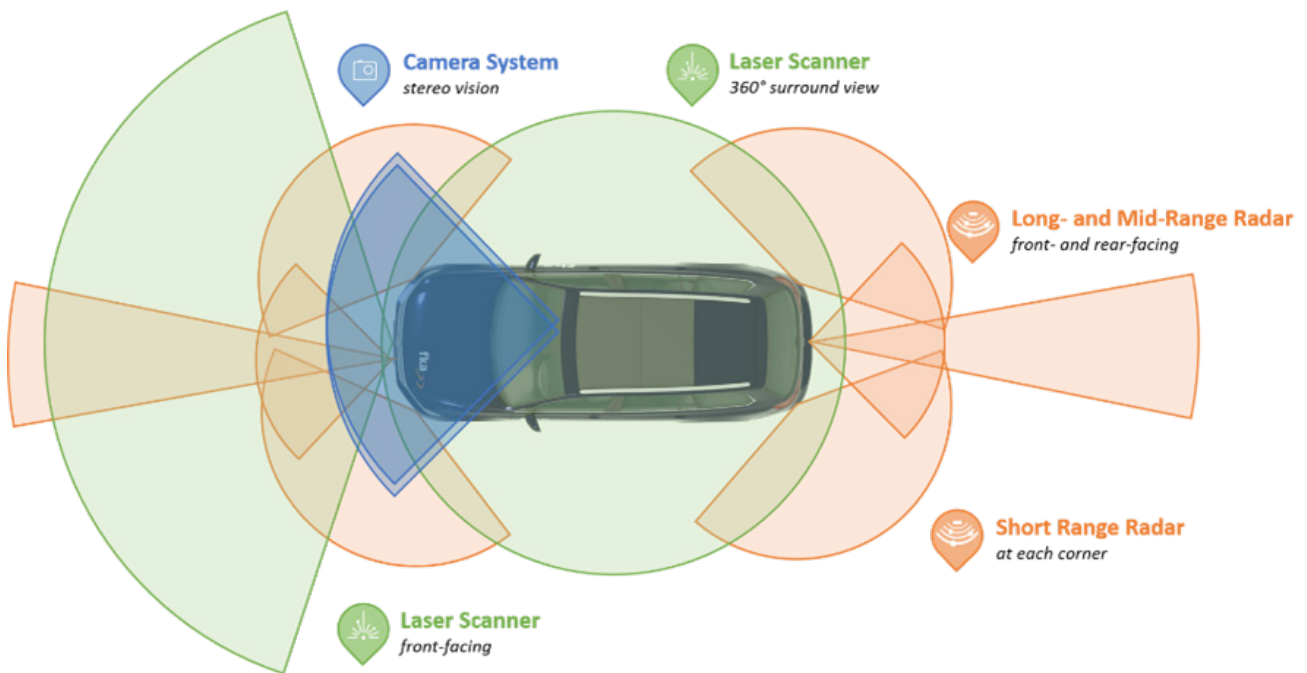 Camera System
stereo vision
Laser Scanner
360° surround view
Long- and Mid-Range Radar
front- and rear-facing
fka
Short Range Radar
at each corner
Laser Scanner
front-facing